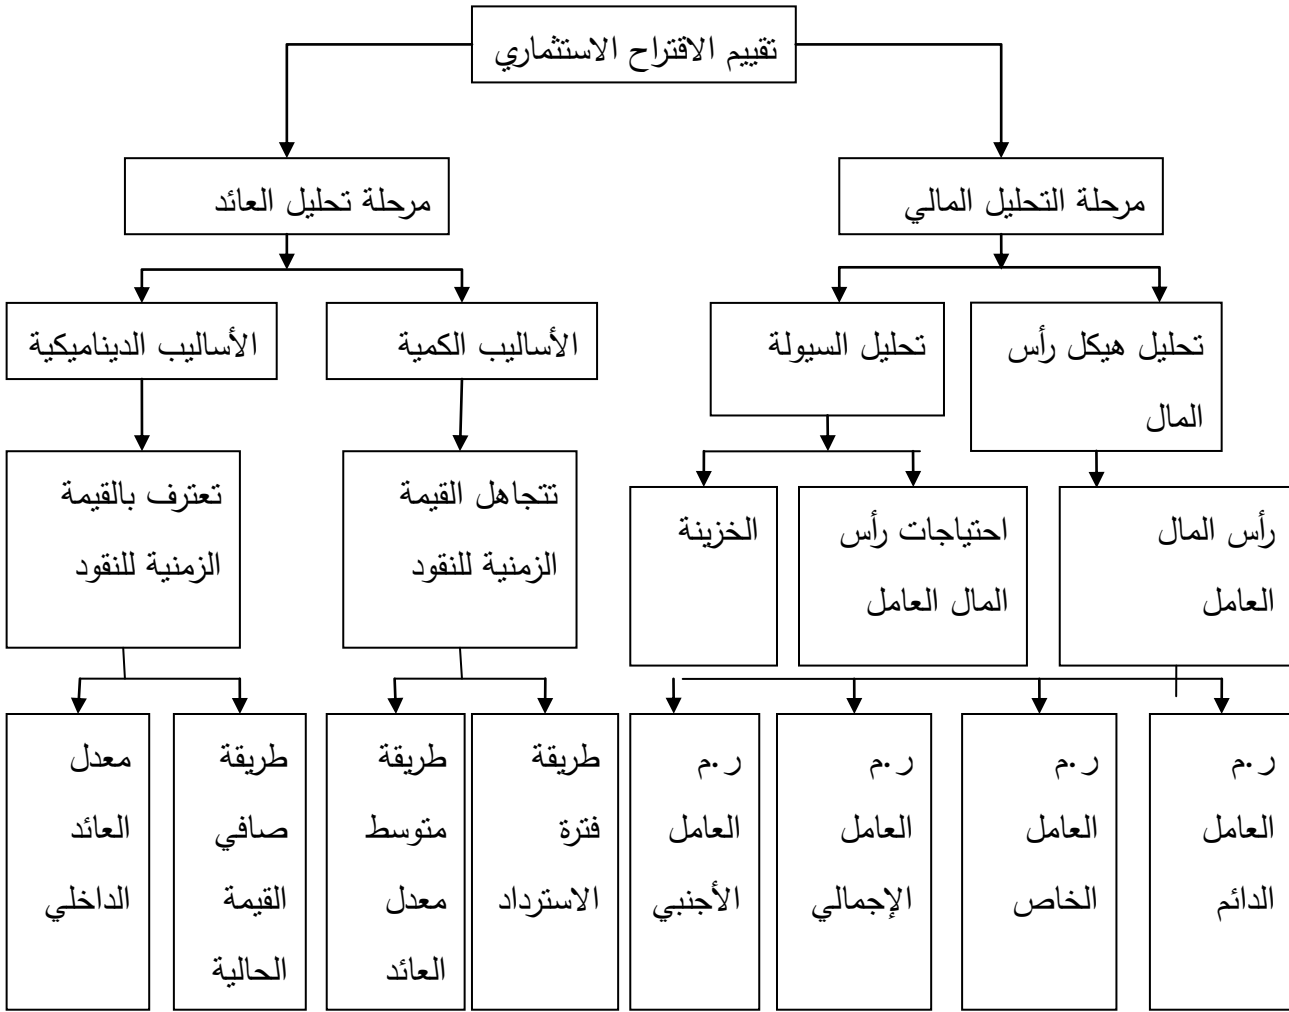 تقييم الاقتراح الاستثماري
مرحلة التحليل المالي
مرحلة تحليل العائد
تحليل هيكل رأس
المال
تحليل السيولة
الأساليب الكمية
الأساليب الديناميكية
رأس المال
العامل
احتياجات رأس
المال العامل
الخزينة
تتجاهل القيمة
الزمنية للنقود
تعترف بالقيمة
الزمنية للنقود
ر.م
العامل
الدائم
ر.م
العامل
الخاص
ر.م
العامل
الإجمالي
ر.م
العامل
الأجنبي
طريقة
فترة
الاسترداد
طريقة
متوسط
معدل
العائد
طريقة
صافي
القيمة
الحالية
معدل
العائد
الداخلي